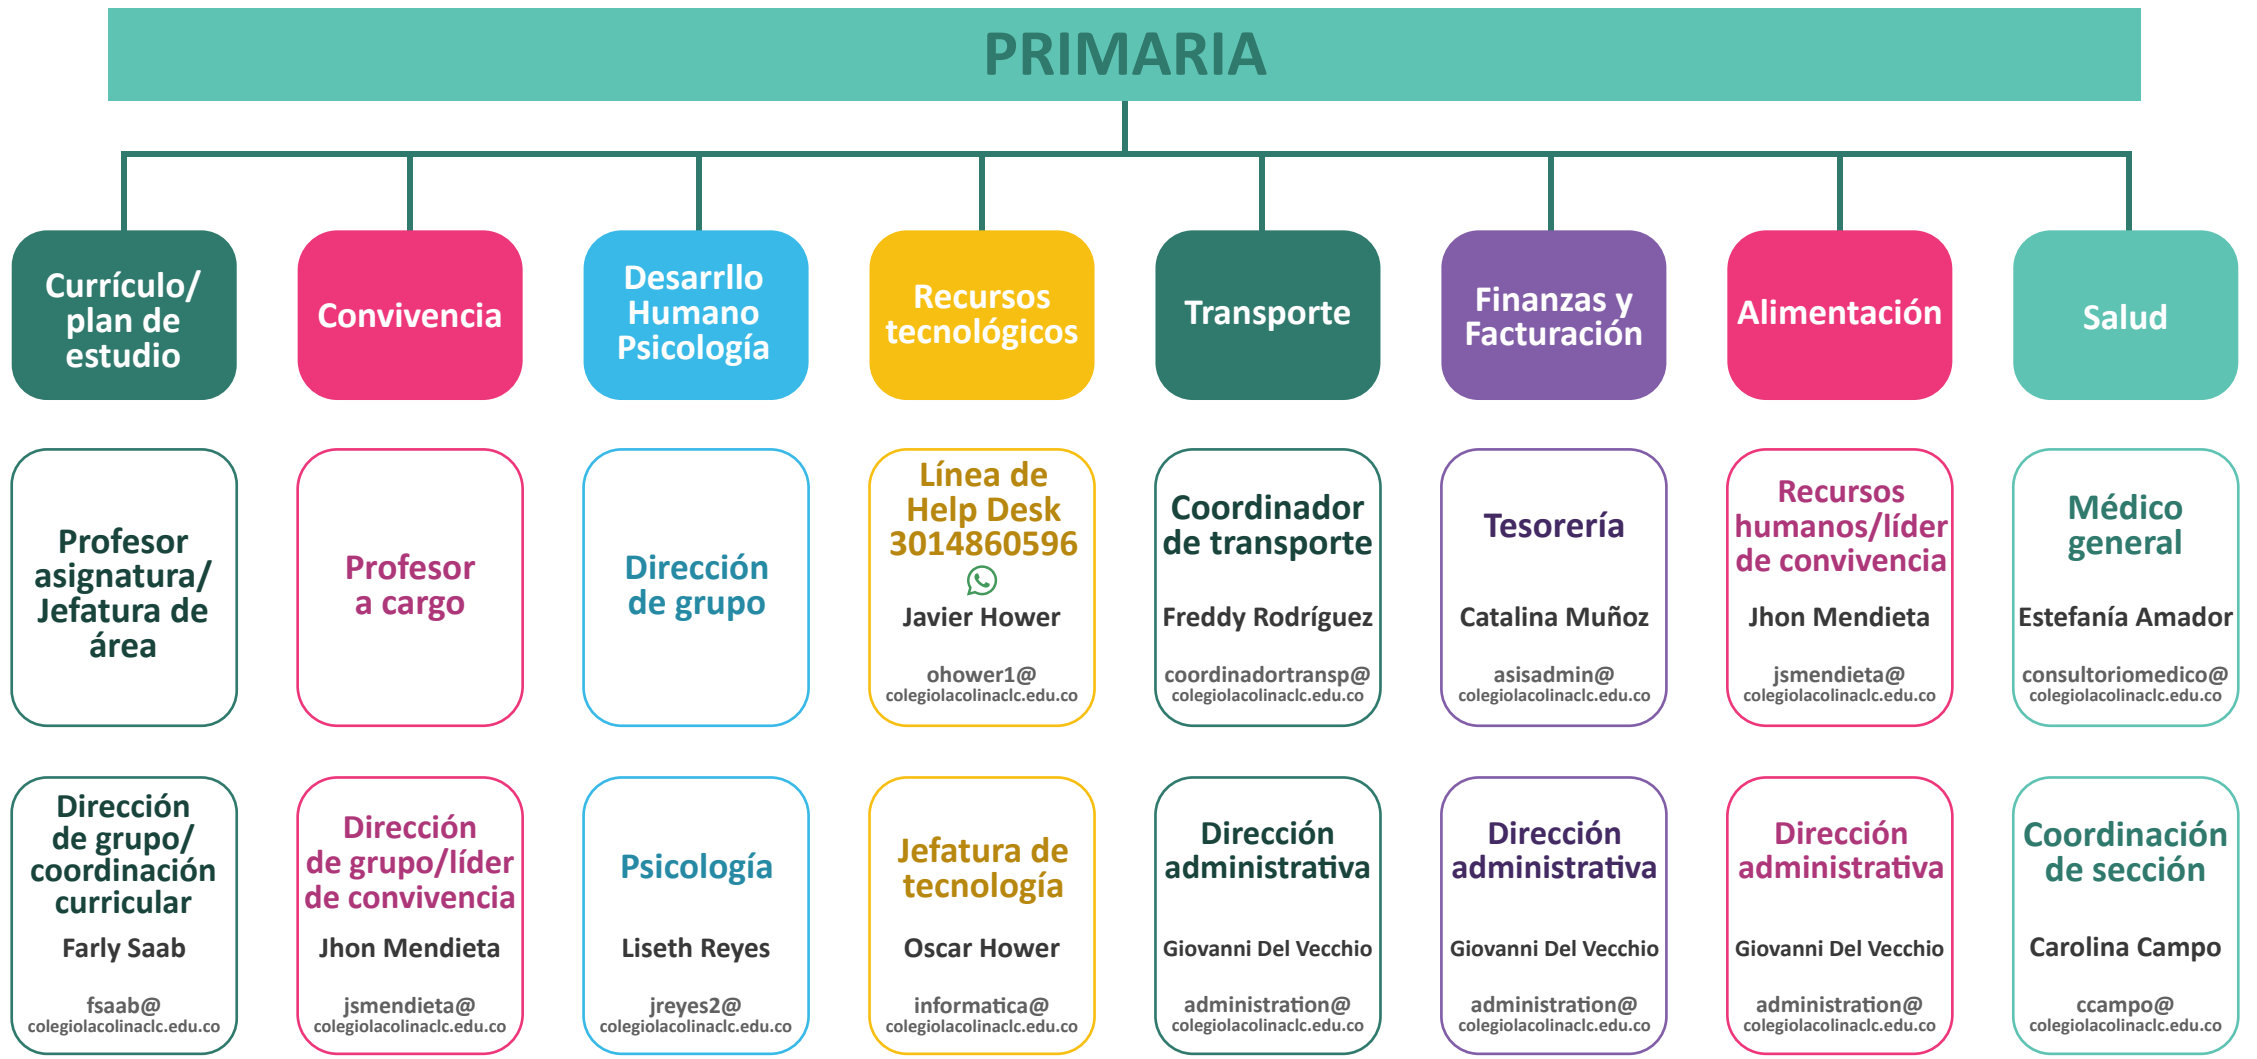 PRIMARIA
Currículo/
plan de
estudio
Convivencia
Desarrllo
Humano
Psicología
Recursos
tecnológicos
Transporte
Finanzas y
Facturación
Alimentación
Salud
Profesor
asignatura/
Jefatura de
área
Profesor
a cargo
Dirección
de grupo
Línea de
Help Desk
3014860596
Javier Hower
ohower1@
colegiolacolinaclc.edu.co
Coordinador
de transporte
Freddy Rodríguez
coordinadortransp@
colegiolacolinaclc.edu.co
Tesorería
Catalina Muñoz
asisadmin@
colegiolacolinaclc.edu.co
Recursos
humanos/líder
de convivencia
Jhon Mendieta
jsmendieta@
colegiolacolinaclc.edu.co
Médico
general
Estefanía Amador
consultoriomedico@
colegiolacolinaclc.edu.co
Dirección
de grupo/
coordinación
curricular
Farly Saab
fsaab@
colegiolacolinaclc.edu.co
Dirección
de grupo/líder
de convivencia
Jhon Mendieta
jsmendieta@
colegiolacolinaclc.edu.co
Psicología
Liseth Reyes
jreyes2@
colegiolacolinaclc.edu.co
Jefatura de
tecnología
Oscar Hower
informatica@
colegiolacolinaclc.edu.co
Dirección
administrativa
Giovanni Del Vecchio
administration@
colegiolacolinaclc.edu.co
Dirección
administrativa
Giovanni Del Vecchio
administration@
colegiolacolinaclc.edu.co
Dirección
administrativa
Giovanni Del Vecchio
administration@
colegiolacolinaclc.edu.co
Coordinación
de sección
Carolina Campo
ccampo@
colegiolacolinaclc.edu.co